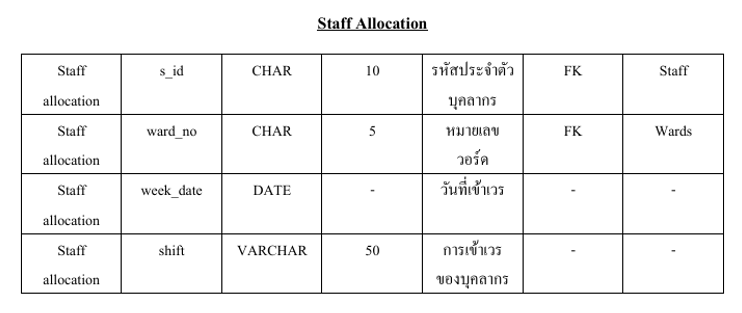 Staff Allocation
Staff allocation s_id CHAR 10 รหัสประจำตัวบุคลากร FK Staff
Staff allocation ward_no CHAR 5 หมายเลขวอร์ด FK Wards
Staff allocation week_date DATE - วันที่เข้าเวร - -
Staff allocation shift VARCHAR 50 การเข้าเวรของบุคลากร - -